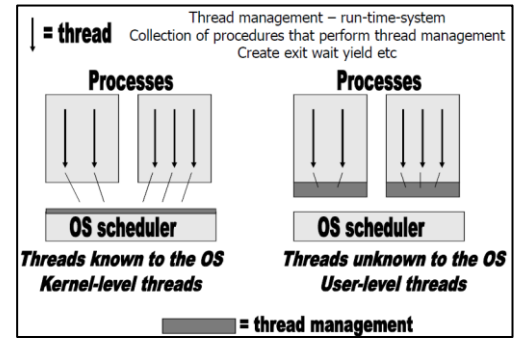 = thread
Thread management – run-time-system
Collection of procedures that perform thread management
Create exit wait yield etc
Processes
Processes
OS scheduler
OS scheduler
Threads known to the OS
Kernel-level threads
Threads unknown to the OS
User-level threads
= thread management